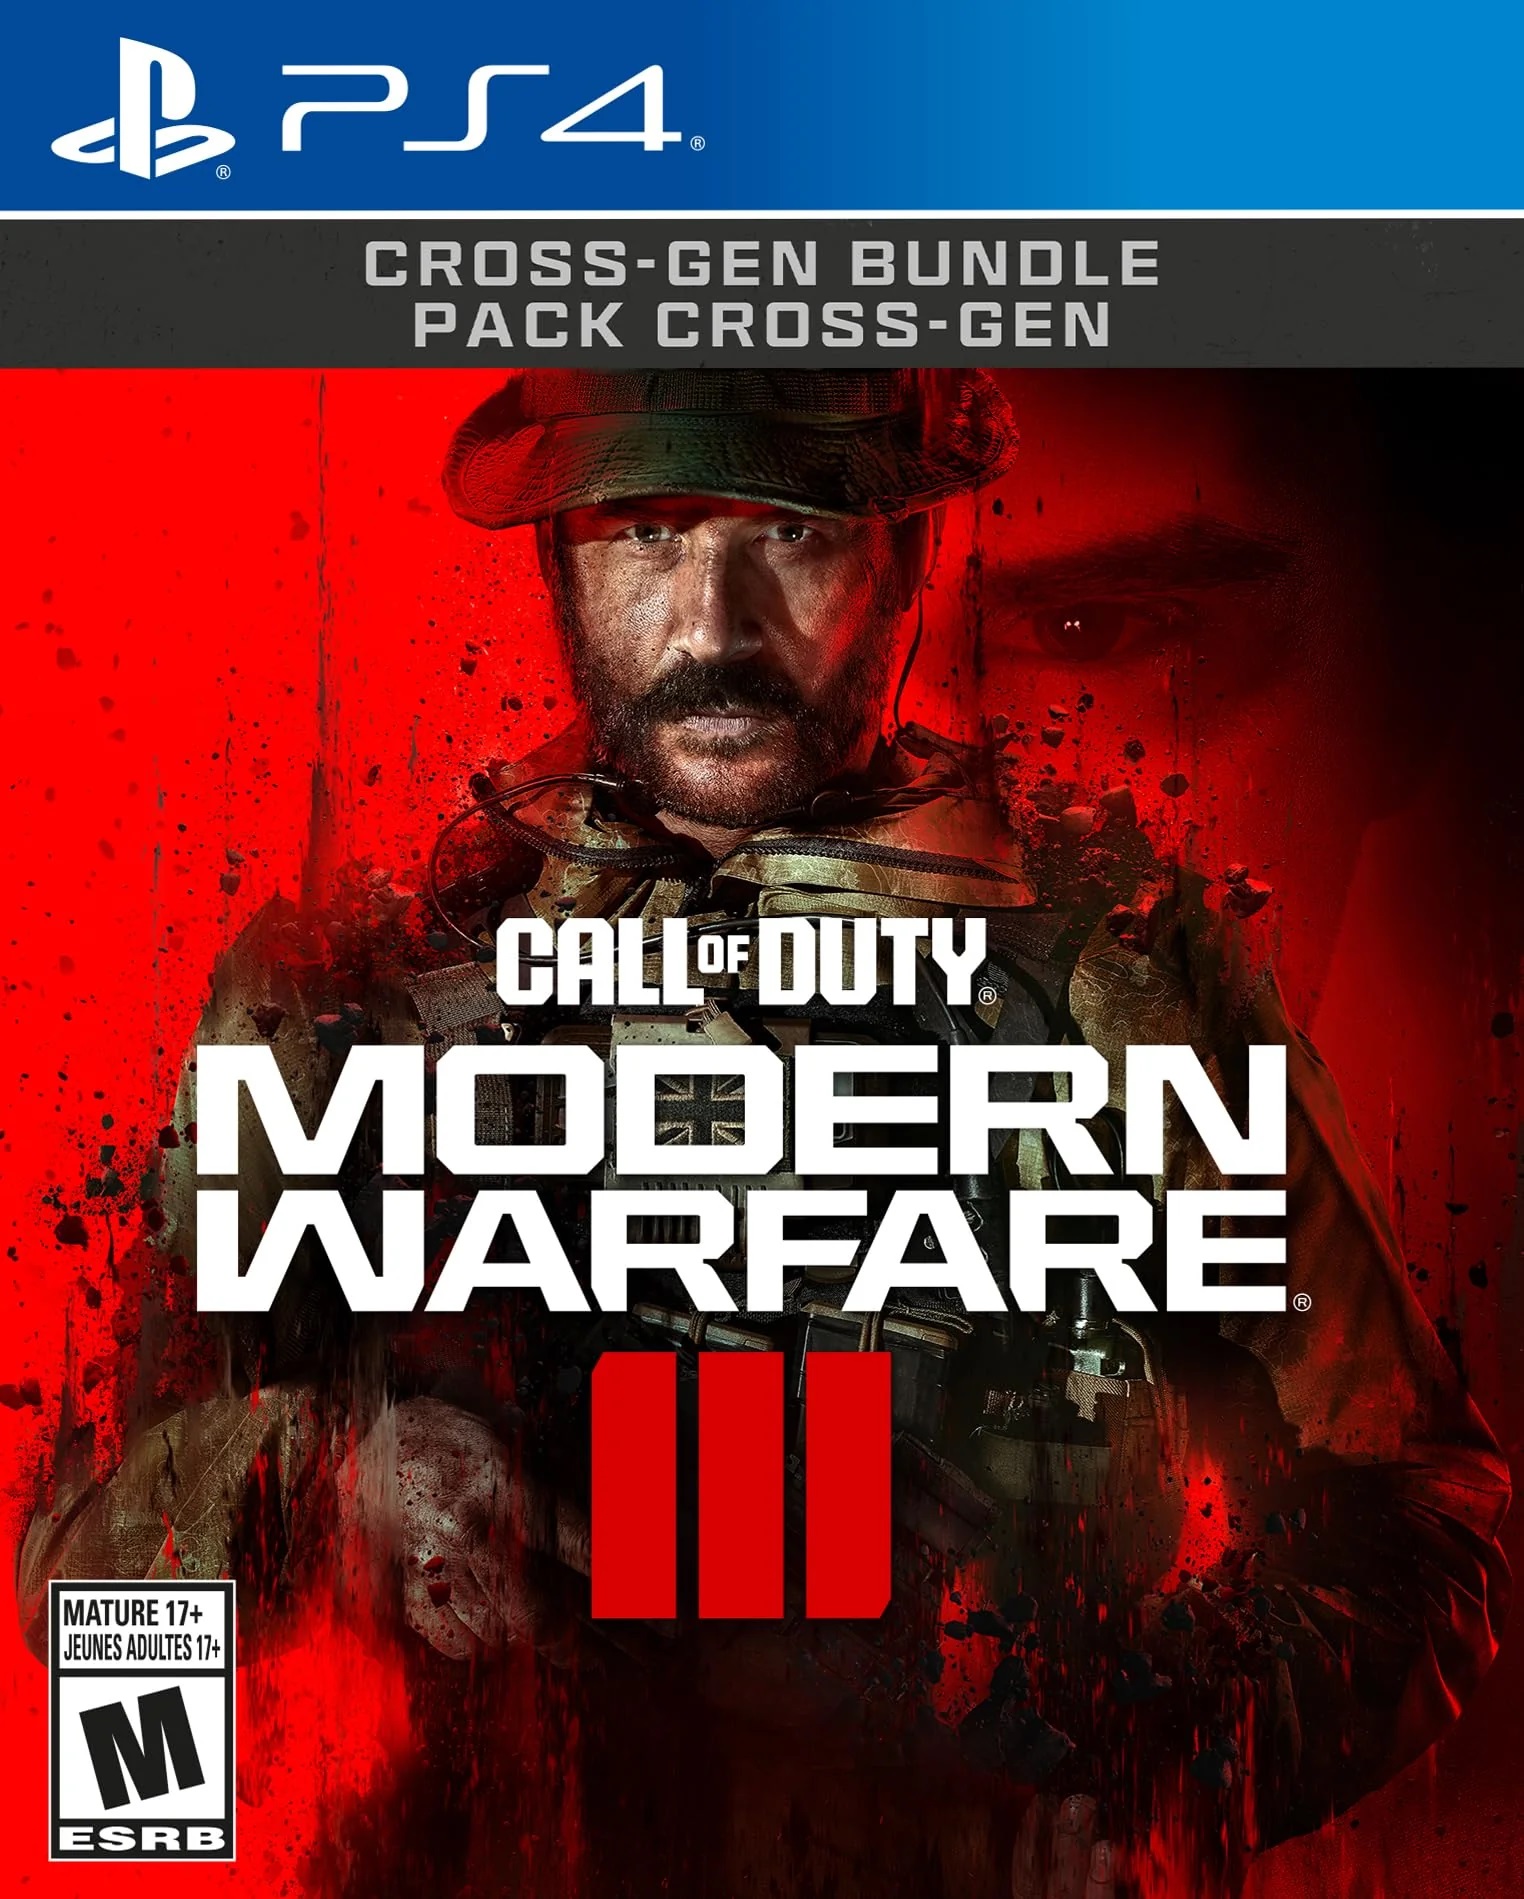 PS4®
CROSS-GEN BUNDLE
PACK CROSS-GEN
CALL OF DUTY®
MODERN
WARFARE®
III
MATURE 17+
JEUNES ADULTES 17+
M
ESRB